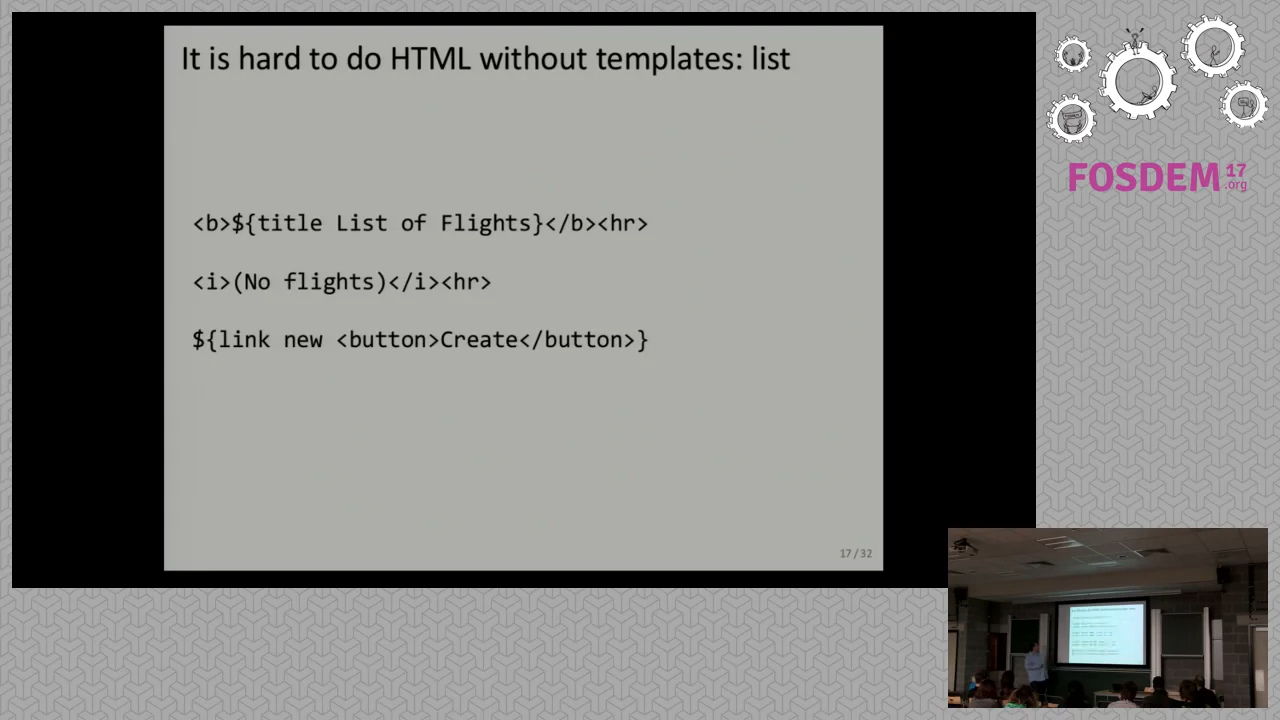 It is hard to do HTML without templates: list
<b>${title List of Flights}</b><hr>
<i>(No flights)</i><hr>
${link new <button>Create</button>}
17 / 32
FOSDEM 17
.org